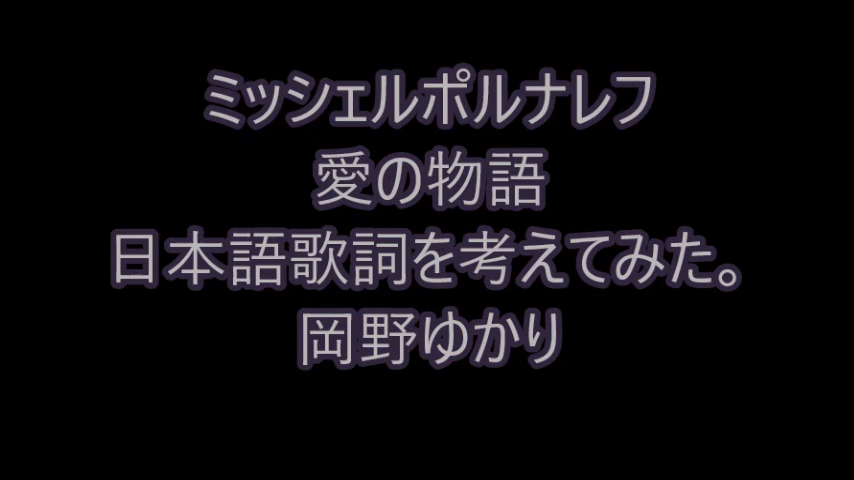 ミッシェルポルナレフ
愛の物語
日本語歌詞を考えてみた。
岡野ゆかり